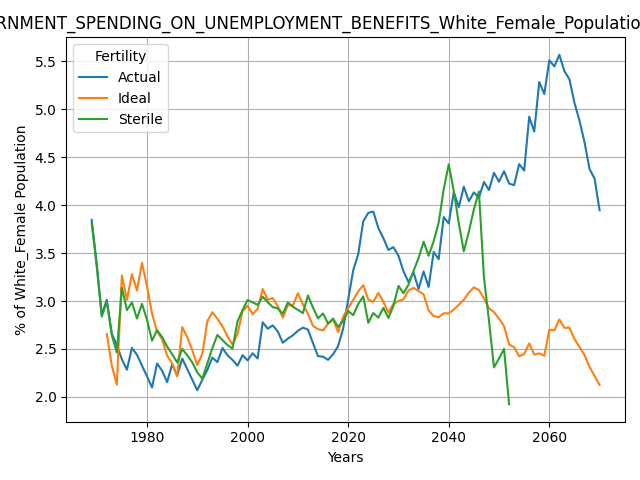 RNMENT_SPENDING_ON_UNEMPLOYMENT_BENEFITS_White_Female_Populatio
Fertility
Actual
Ideal
Sterile
% of White_Female Population
5.5
5.0
4.5
4.0
3.5
3.0
2.5
2.0
1980 2000 2020 2040 2060
Years